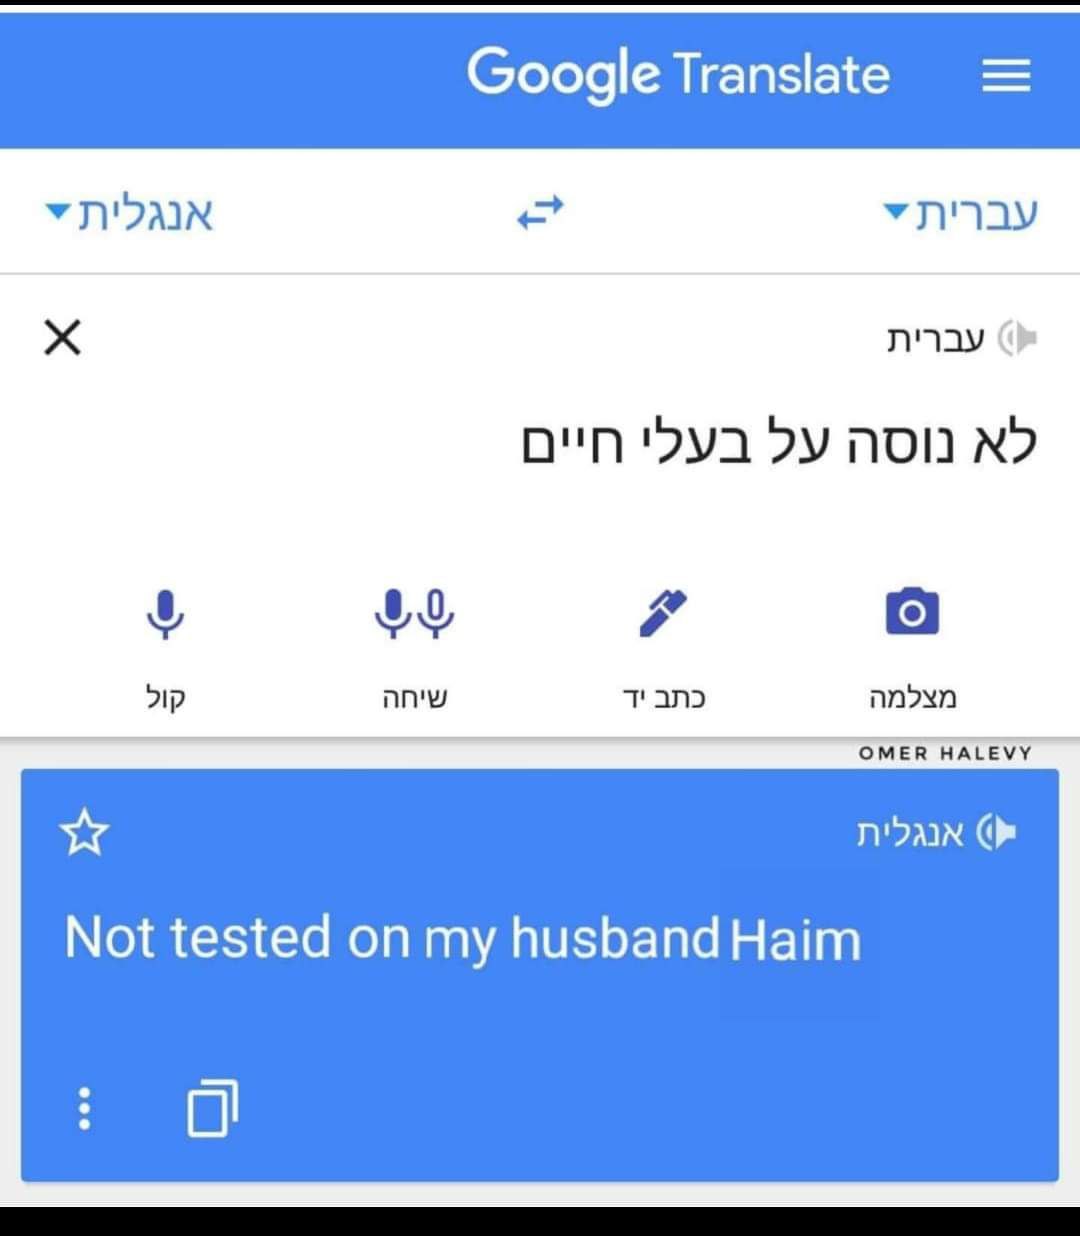 Google Translate
עברית
אנגלית
עברית
לא נוסה על בעלי חיים
מצלמה
כתב יד
שיחה
קול
OMER HALEVY
אנגלית
Not tested on my husband Haim